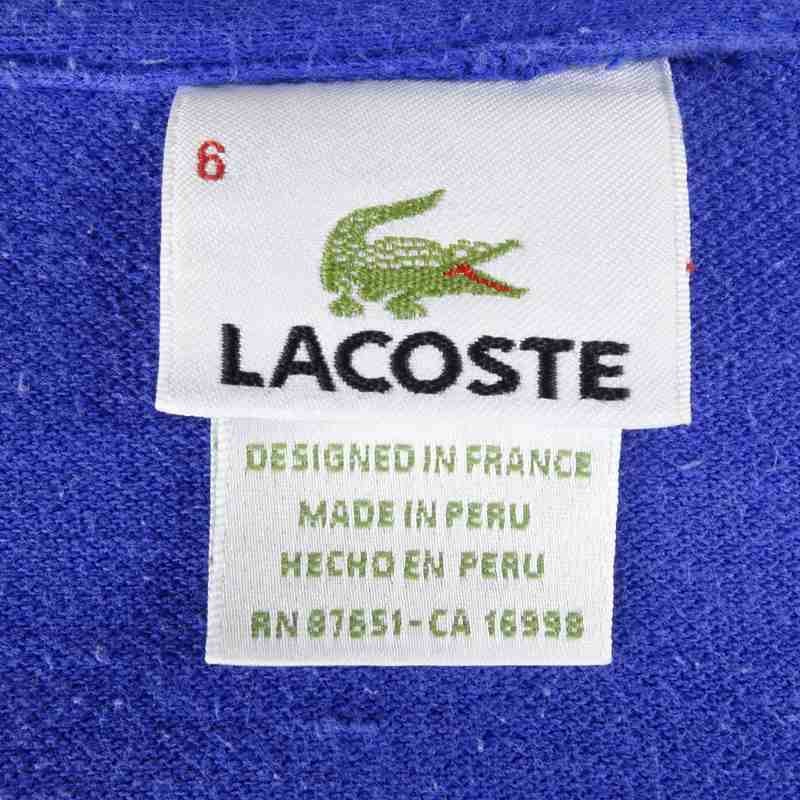 6
LACOSTE
DESIGNED IN FRANCE
MADE IN PERU
HECHO EN PERU
RN 87651-CA 16998